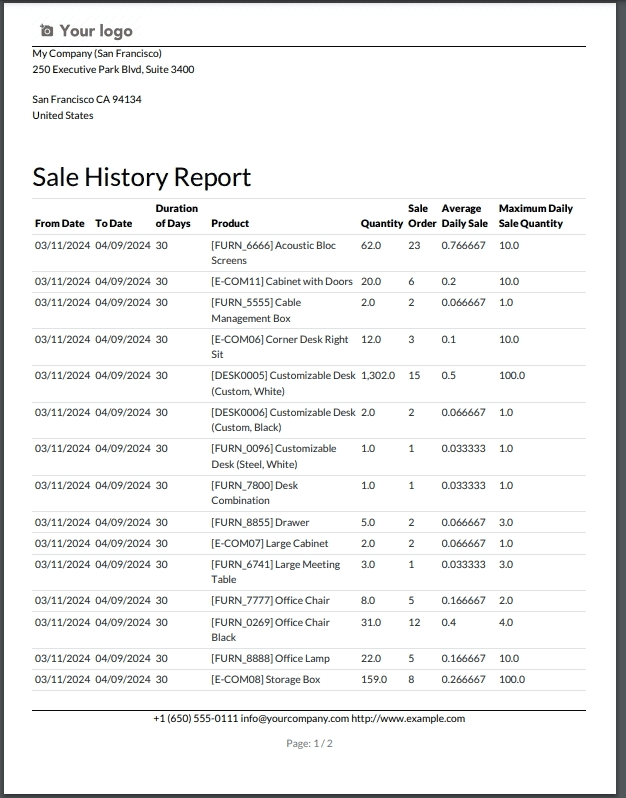 Your logo
My Company (San Francisco)
250 Executive Park Blvd, Suite 3400
San Francisco CA 94134
United States
Sale History Report
From Date To Date Duration of Days Product Quantity Sale Order Average Daily Sale Maximum Daily Sale Quantity
03/11/2024 04/09/2024 30 [FURN_6666] Acoustic Bloc 62.0 23 0.766667 10.0
Screens
03/11/2024 04/09/2024 30 [E-COM11] Cabinet with Doors 20.0 6 0.2 10.0
03/11/2024 04/09/2024 30 [FURN_5555] Cable 2.0 2 0.066667 1.0
Management Box
03/11/2024 04/09/2024 30 [E-COM06] Corner Desk Right 12.0 3 0.1 10.0
Sit
03/11/2024 04/09/2024 30 [DESK0005] Customizable Desk 1,302.0 15 0.5 100.0
(Custom, White)
03/11/2024 04/09/2024 30 [DESK0006] Customizable Desk 2.0 2 0.066667 1.0
(Custom, Black)
03/11/2024 04/09/2024 30 [FURN_0096] Customizable 1.0 1 0.033333 1.0
Desk (Steel, White)
03/11/2024 04/09/2024 30 [FURN_7800] Desk 1.0 1 0.033333 1.0
Combination
03/11/2024 04/09/2024 30 [FURN_8855] Drawer 5.0 2 0.066667 3.0
03/11/2024 04/09/2024 30 [E-COM07] Large Cabinet 2.0 2 0.066667 1.0
03/11/2024 04/09/2024 30 [FURN_6741] Large Meeting 3.0 1 0.033333 3.0
Table
03/11/2024 04/09/2024 30 [FURN_7777] Office Chair 8.0 5 0.166667 2.0
03/11/2024 04/09/2024 30 [FURN_0269] Office Chair 31.0 12 0.4 4.0
Black
03/11/2024 04/09/2024 30 [FURN_8888] Office Lamp 22.0 5 0.166667 10.0
03/11/2024 04/09/2024 30 [E-COM08] Storage Box 159.0 8 0.266667 100.0
+1 (650) 555-0111 info@yourcompany.com http://www.example.com
Page: 1 / 2